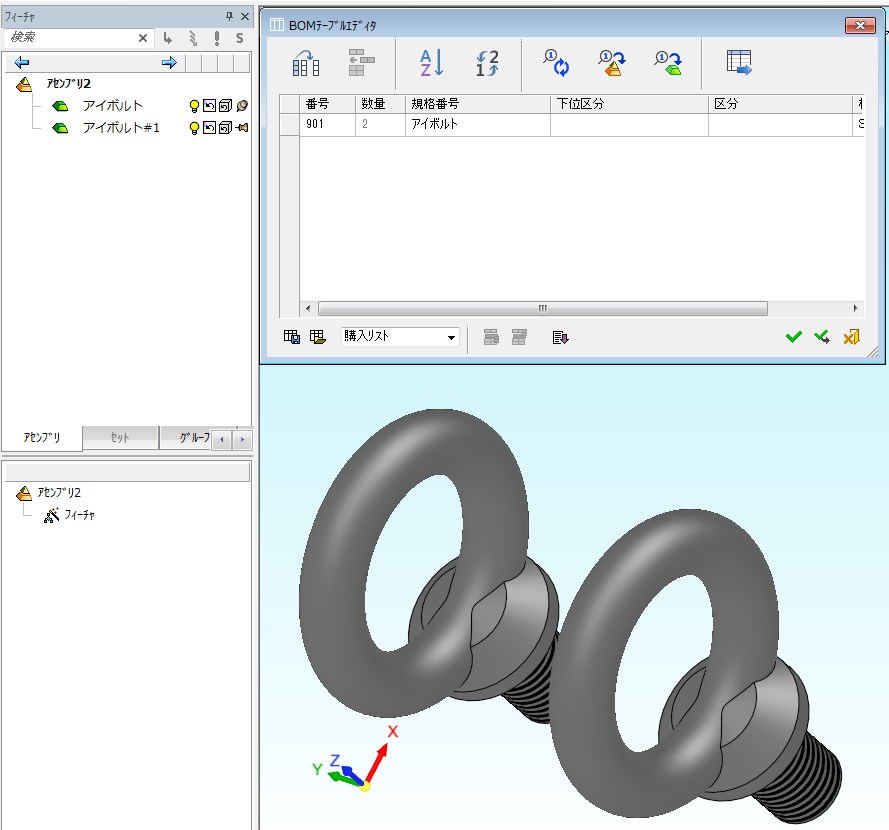 フィーチャ
検索
S
アセンブリ2
アイボルト
アイボルト#1
アセンブリ
セット
グループ
アセンブリ2
フィーチャ
BOMテーブルエディタ
番号 数量 規格番号 下位区分 区分
901 2 アイボルト
購入リスト
X
Y
Z